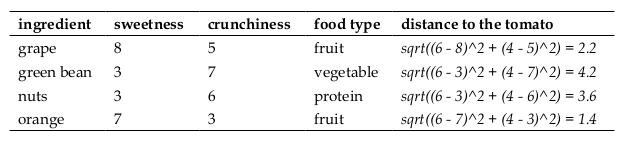 ingredient sweetness crunchiness food type distance to the tomato
grape 8 5 fruit sqrt((6 - 8)^2 + (4 - 5)^2) = 2.2
green bean 3 7 vegetable sqrt((6 - 3)^2 + (4 - 7)^2) = 4.2
nuts 3 6 protein sqrt((6 - 3)^2 + (4 - 6)^2) = 3.6
orange 7 3 fruit sqrt((6 - 7)^2 + (4 - 3)^2) = 1.4